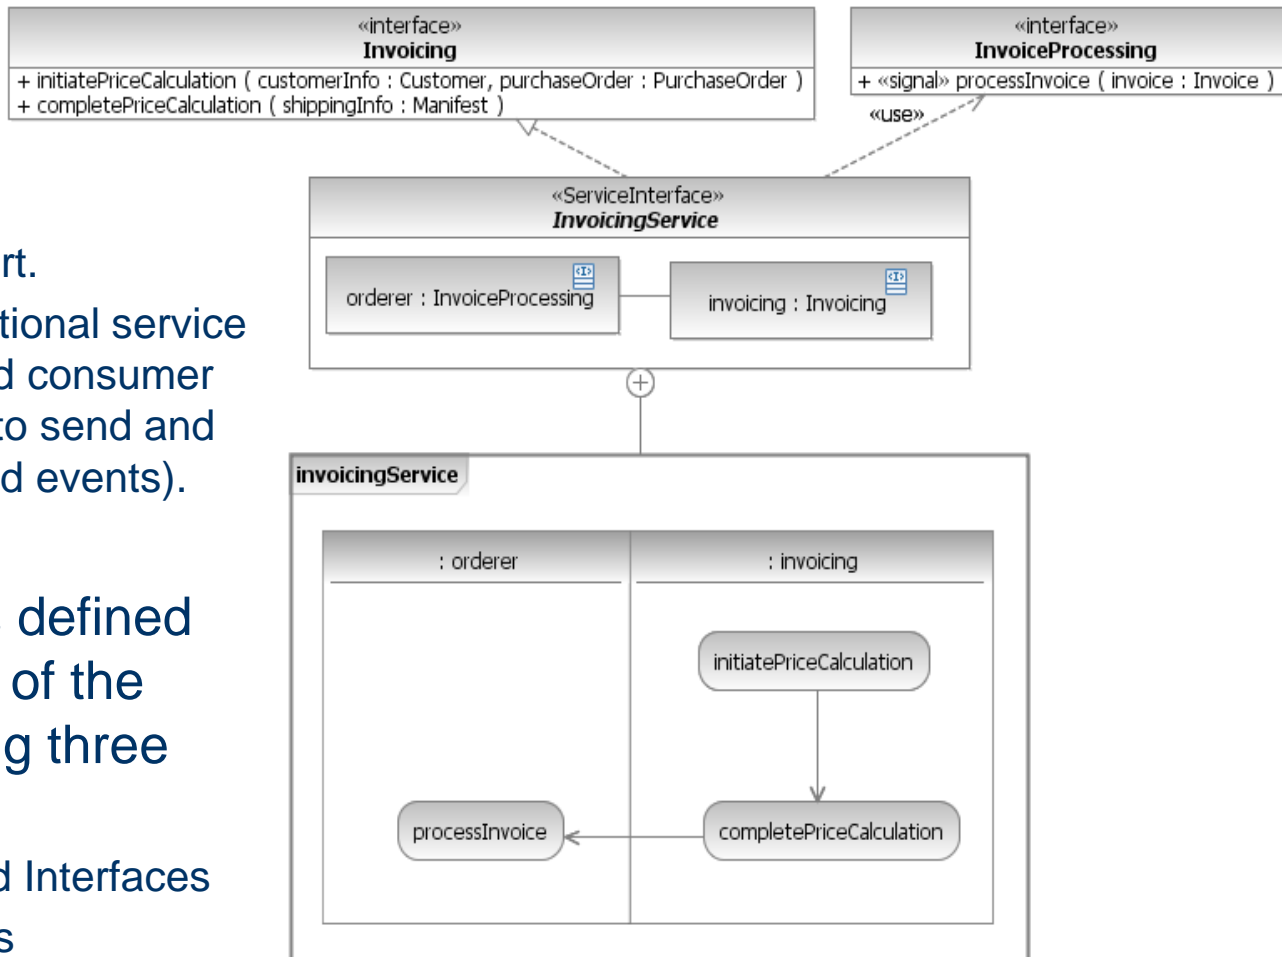 «interface»
Invoicing
+ initiatePriceCalculation ( customerInfo : Customer, purchaseOrder : PurchaseOrder )
+ completePriceCalculation ( shippingInfo : Manifest )
«interface»
InvoiceProcessing
+ «signal» processInvoice ( invoice : Invoice )
«use»
«ServiceInterface»
InvoicingService
orderer : InvoiceProcessing
invoicing : Invoicing
rt.
tional service
d consumer
to send and
d events).
defined
of the
g three
d Interfaces
s
invoicingService
: orderer
: invoicing
initiatePriceCalculation
processInvoice
completePriceCalculation